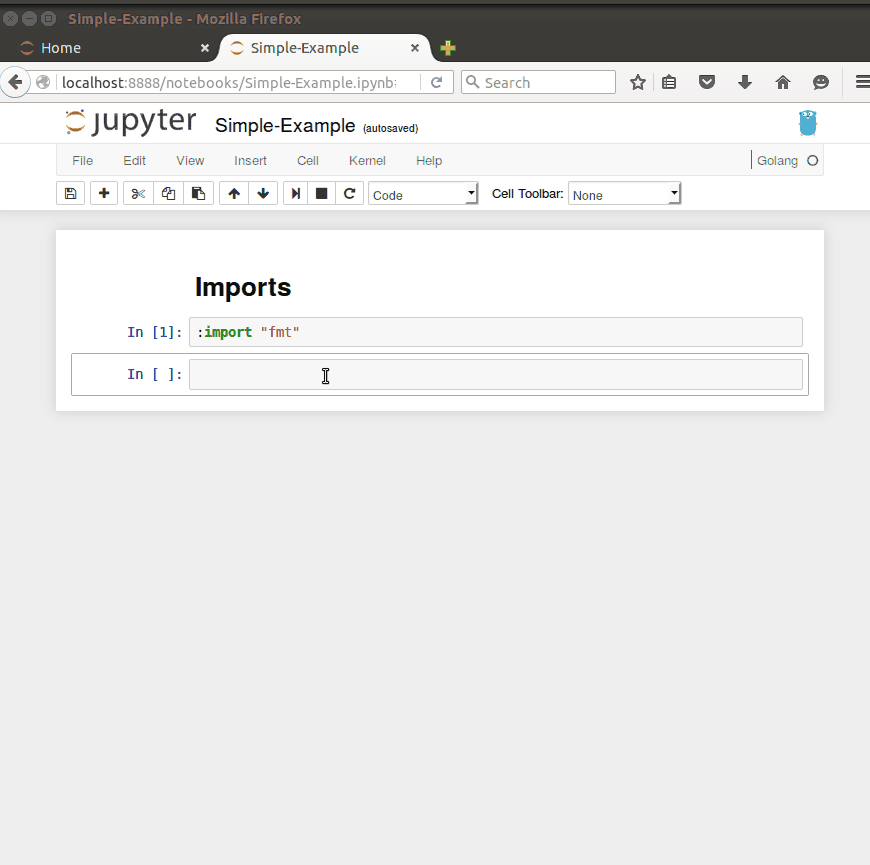 Simple-Example - Mozilla Firefox
Home
Simple-Example
localhost:8888/notebooks/Simple-Example.ipynb
Search
jupyter Simple-Example (autosaved)
File Edit View Insert Cell Kernel Help Golang
Code Cell Toolbar: None
Imports
In [1]: :import "fmt"
In [ ]: